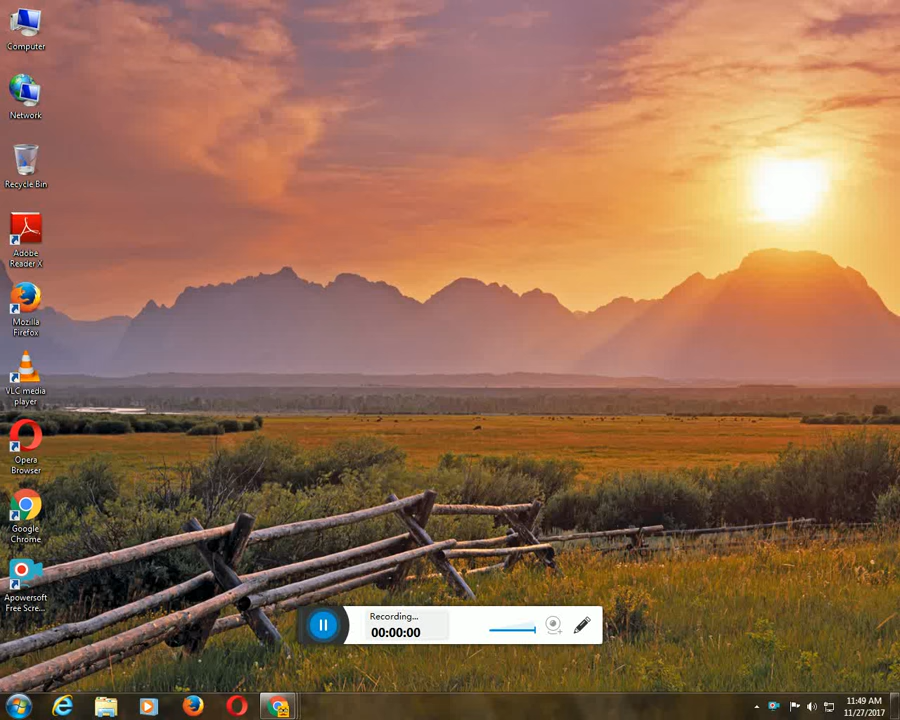 Computer
Network
Recycle Bin
Adobe
Reader X
Mozilla
Firefox
VLC media
player
Opera
Browser
Google
Chrome
Apowersoft
Free Scre...
Recording...
00:00:00
11:49 AM
11/27/2017